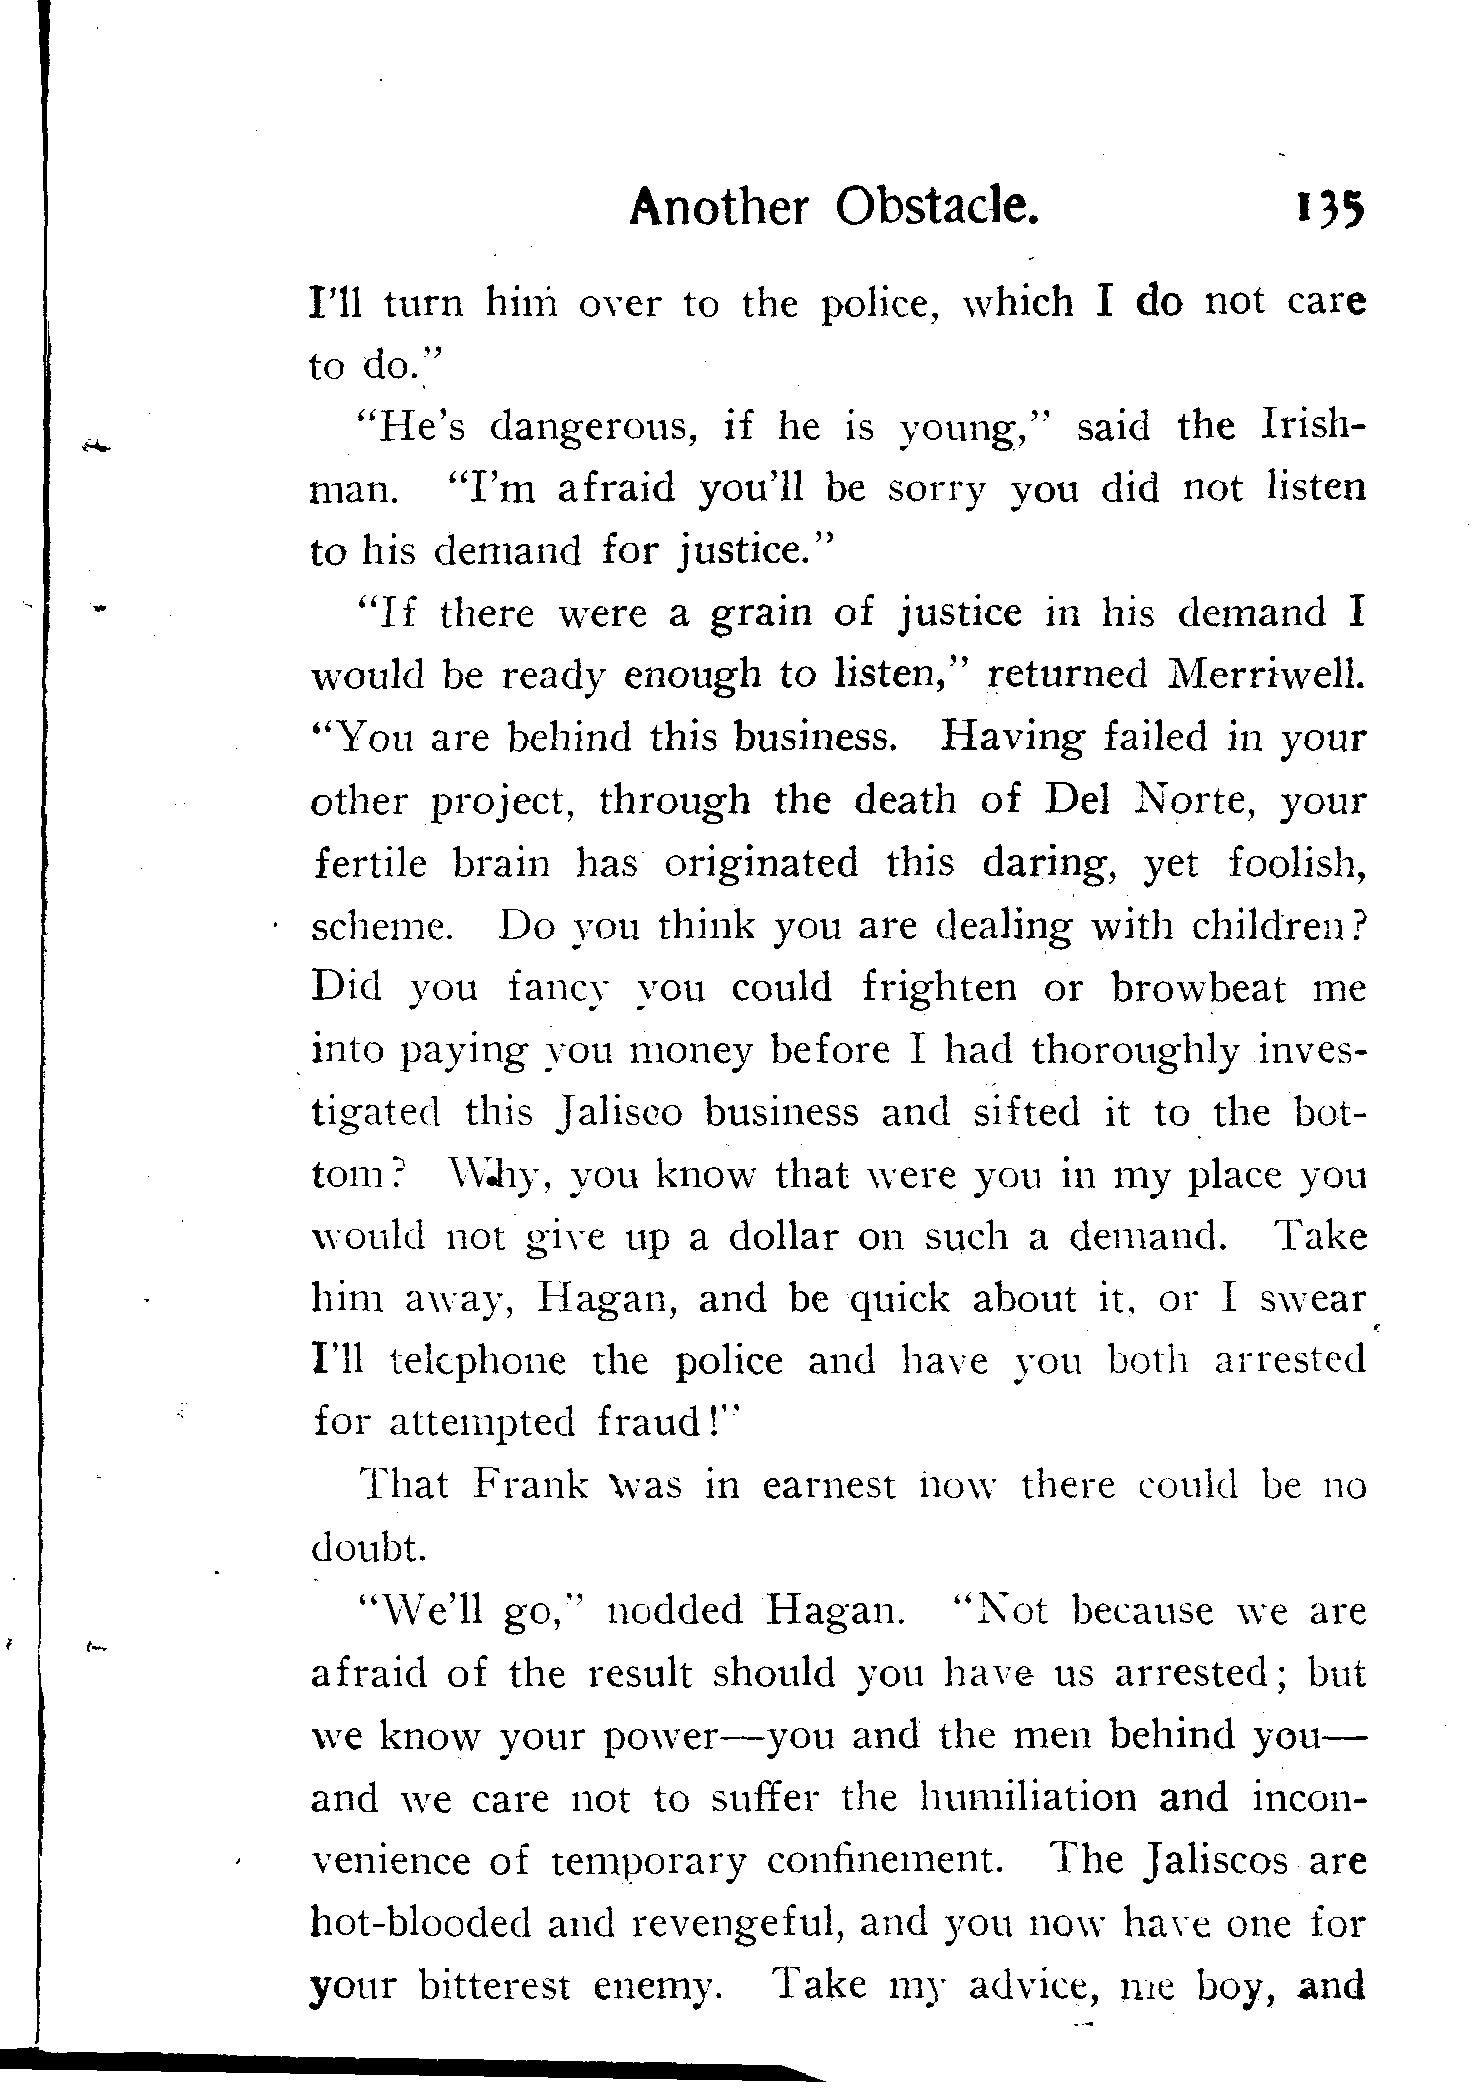 Another Obstacle. 135
I'll turn him over to the police, which I do not care
to do."
"He's dangerous, if he is young," said the Irish-
man. "I'm afraid you'll be sorry you did not listen
to his demand for justice."
"If there were a grain of justice in his demand I
would be ready enough to listen," returned Merriwell.
"You are behind this business. Having failed in your
other project, through the death of Del Norte, your
fertile brain has originated this daring, yet foolish,
scheme. Do you think you are dealing with children?
Did you fancy you could frighten or browbeat me
into paying you money before I had thoroughly inves-
tigated this Jalisco business and sifted it to the bot-
tom? Why, you know that were you in my place you
would not give up a dollar on such a demand. Take
him away, Hagan, and be quick about it, or I swear
I'll telephone the police and have you both arrested
for attempted fraud!"
That Frank was in earnest now there could be no
doubt.
"We'll go," nodded Hagan. "Not because we are
afraid of the result should you have us arrested; but
we know your power—you and the men behind you—
and we care not to suffer the humiliation and incon-
venience of temporary confinement. The Jaliscos are
hot-blooded and revengeful, and you now have one for
your bitterest enemy. Take my advice, me boy, and